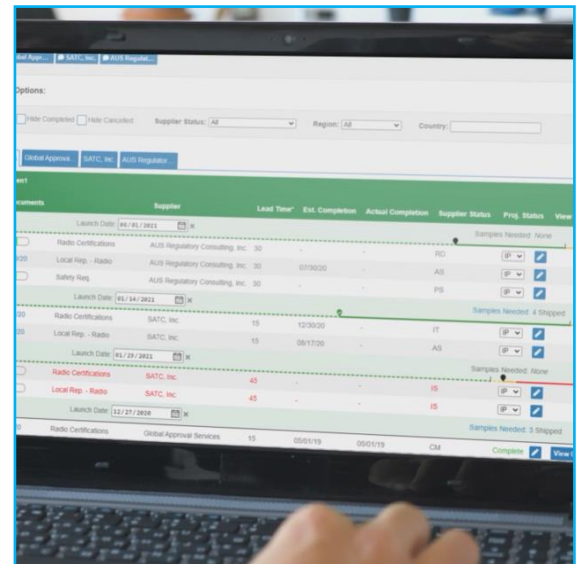 SATC, Inc. AUS Regulat...
Options:
Hide Completed Hide Cancelled Supplier Status: All Region: All Country:
Global Approva... SATC, Inc. AUS Regulator...
Supplier Lead Time* Est. Completion Actual Completion Supplier Status Proj. Status View
Launch Date: 06/01/2021 Samples Needed: None
Radio Certifications AUS Regulatory Consulting, Inc. 30 - - RD IP
Local Rep. - Radio AUS Regulatory Consulting, Inc. 30 07/30/20 - AS IP
Safety Req. AUS Regulatory Consulting, Inc. 30 - - PS IP
Launch Date: 01/14/2021 Samples Needed: 4 Shipped
Radio Certifications SATC, Inc. 15 12/30/20 - IT IP
Local Rep. - Radio SATC, Inc. 15 08/17/20 - AS IP
Launch Date: 01/29/2021 Samples Needed: None
Radio Certifications SATC, Inc. 45 - - IS IP
Local Rep. - Radio SATC, Inc. 45 - - IS IP
Launch Date: 12/27/2020 Samples Needed: 3 Shipped
Radio Certifications Global Approval Services 15 05/01/19 05/01/19 CM Complete View